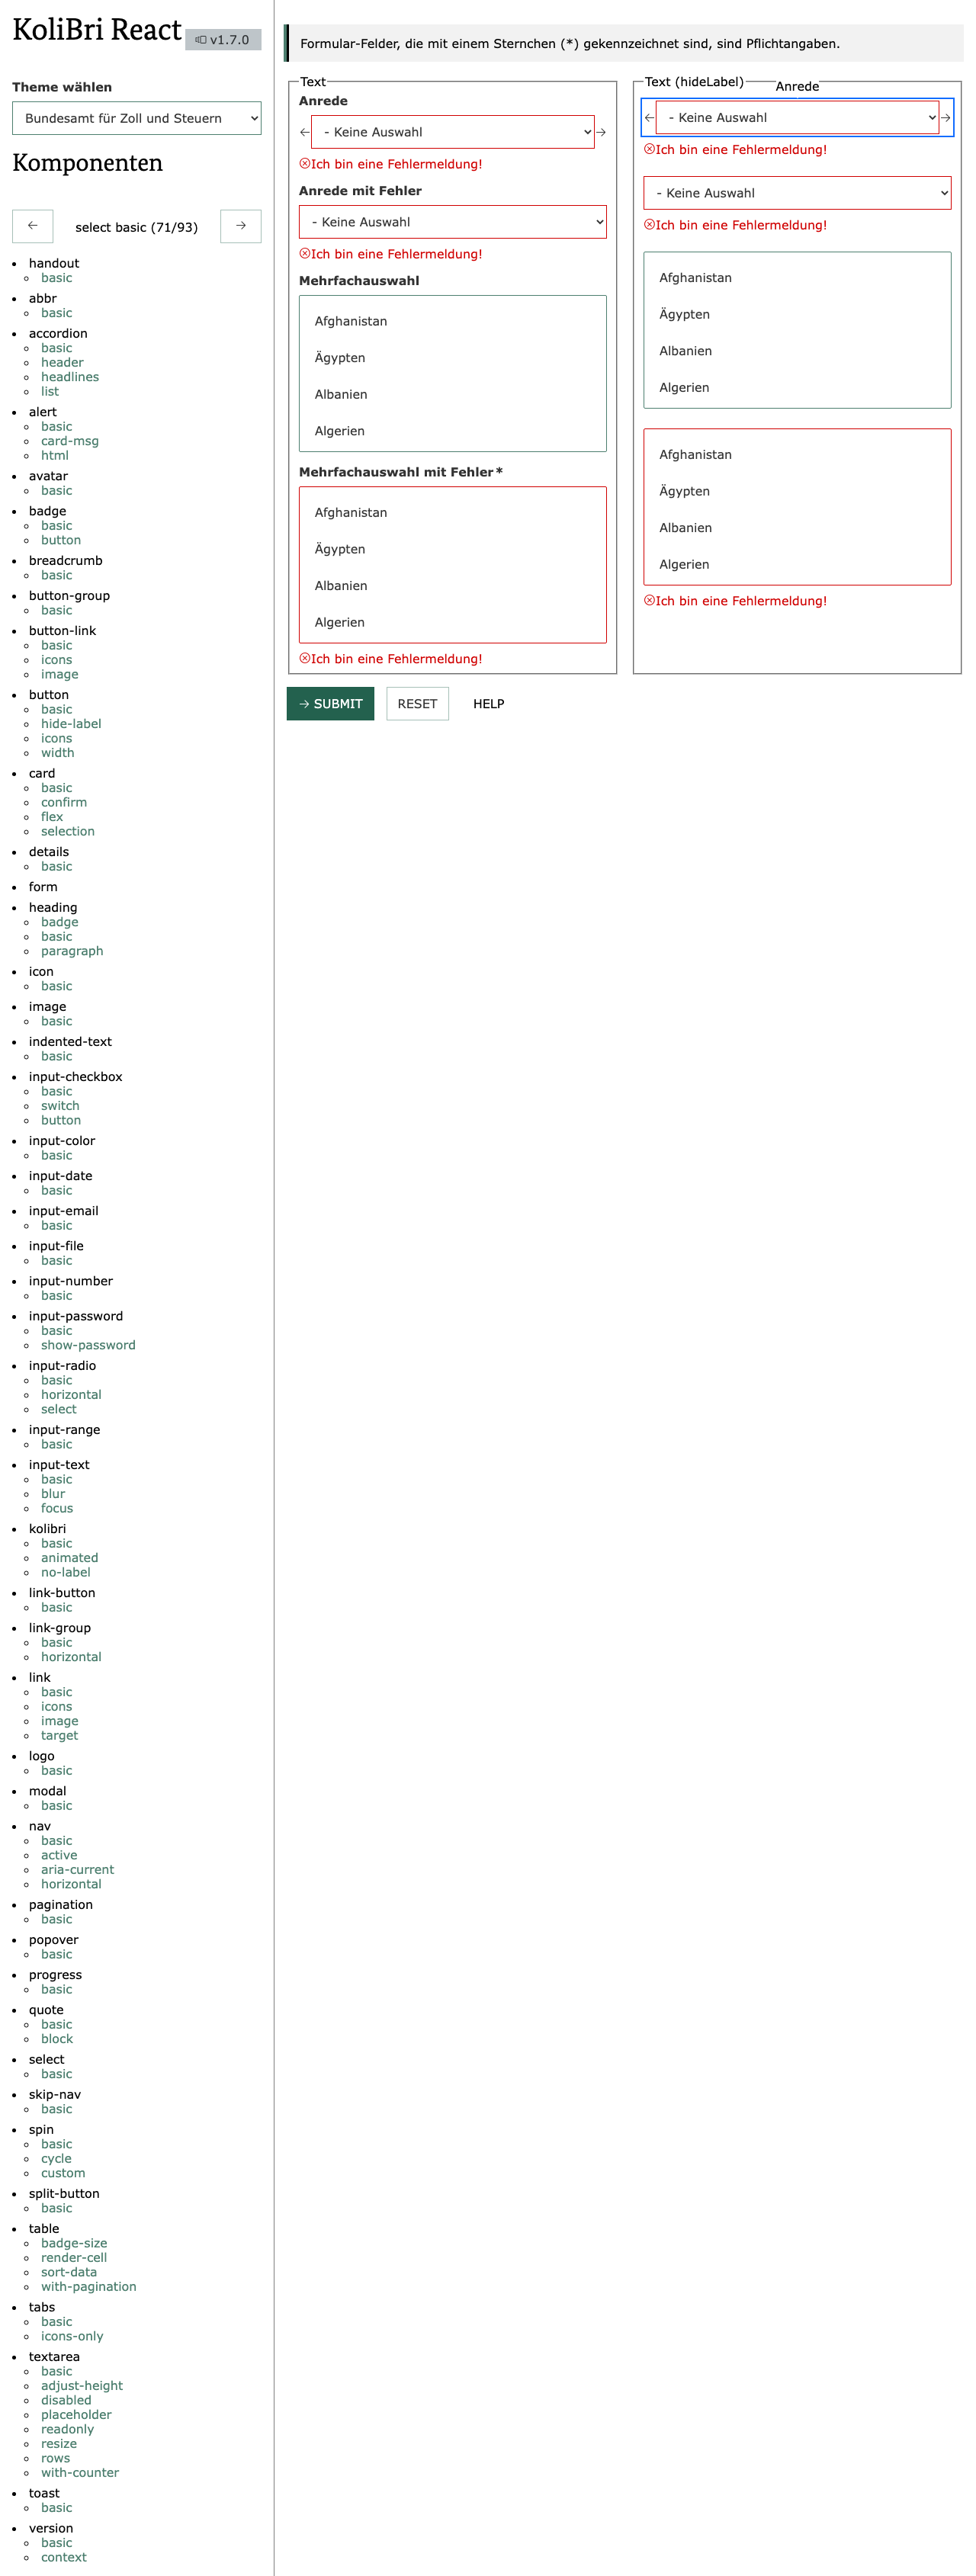 KoliBri React v1.7.0
Theme wählen
Bundesamt für Zoll und Steuern
Komponenten
← select basic (71/93) →
handout
basic
abbr
basic
accordion
basic
header
headlines
list
alert
basic
card-msg
html
avatar
basic
badge
basic
button
breadcrumb
basic
button-group
basic
button-link
basic
icons
image
button
basic
hide-label
icons
width
card
basic
confirm
flex
selection
details
basic
form
heading
badge
basic
paragraph
icon
basic
image
basic
indented-text
basic
input-checkbox
basic
switch
button
input-color
basic
input-date
basic
input-email
basic
input-file
basic
input-number
basic
input-password
basic
show-password
input-radio
basic
horizontal
select
input-range
basic
input-text
basic
blur
focus
kolibri
basic
animated
no-label
link-button
basic
link-group
basic
horizontal
link
basic
icons
image
target
logo
basic
modal
basic
nav
basic
active
aria-current
horizontal
pagination
basic
popover
basic
progress
basic
quote
basic
block
select
basic
skip-nav
basic
spin
basic
cycle
custom
split-button
basic
table
badge-size
render-cell
sort-data
with-pagination
tabs
basic
icons-only
textarea
basic
adjust-height
disabled
placeholder
readonly
resize
rows
with-counter
toast
basic
version
basic
context
Formular-Felder, die mit einem Sternchen (*) gekennzeichnet sind, sind Pflichtangaben.
Text
Anrede
← - Keine Auswahl →
Ich bin eine Fehlermeldung!
Anrede mit Fehler
- Keine Auswahl
Ich bin eine Fehlermeldung!
Mehrfachauswahl
Afghanistan
Ägypten
Albanien
Algerien
Mehrfachauswahl mit Fehler*
Afghanistan
Ägypten
Albanien
Algerien
Ich bin eine Fehlermeldung!
Text (hideLabel)
Anrede
← - Keine Auswahl →
Ich bin eine Fehlermeldung!
- Keine Auswahl
Ich bin eine Fehlermeldung!
Afghanistan
Ägypten
Albanien
Algerien
Afghanistan
Ägypten
Albanien
Algerien
Ich bin eine Fehlermeldung!
→ SUBMIT RESET HELP